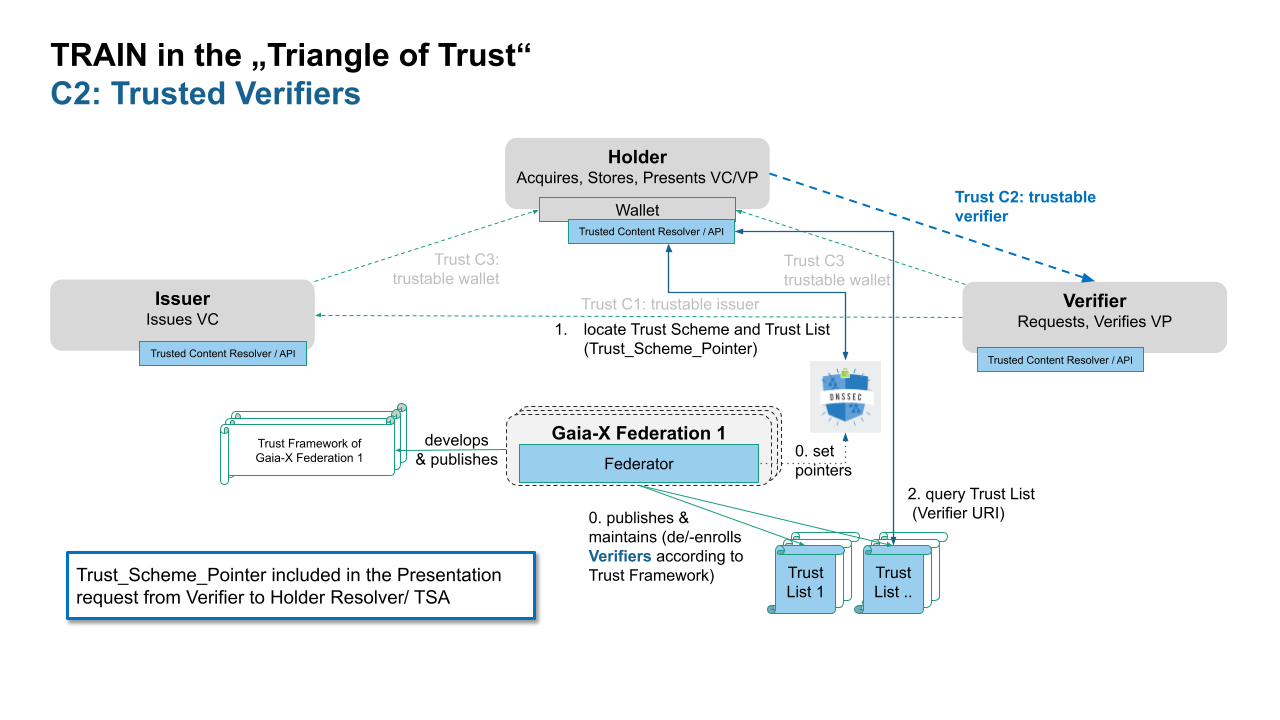 TRAIN in the „Triangle of Trust“
C2: Trusted Verifiers
Holder
Acquires, Stores, Presents VC/VP
Wallet
Trusted Content Resolver / API
Trust C2: trustable
verifier
Trust C3:
trustable wallet
Trust C3
trustable wallet
Issuer
Issues VC
Trusted Content Resolver / API
Trust C1: trustable issuer
Verifier
Requests, Verifies VP
Trusted Content Resolver / API
1. locate Trust Scheme and Trust List
(Trust_Scheme_Pointer)
DNSSEC
Trust Framework of
Gaia-X Federation 1
develops
& publishes
Gaia-X Federation 1
Federator
0. set
pointers
2. query Trust List
(Verifier URI)
0. publishes &
maintains (de/-enrolls
Verifiers according to
Trust Framework)
Trust
List 1
Trust
List ..
Trust_Scheme_Pointer included in the Presentation
request from Verifier to Holder Resolver/ TSA